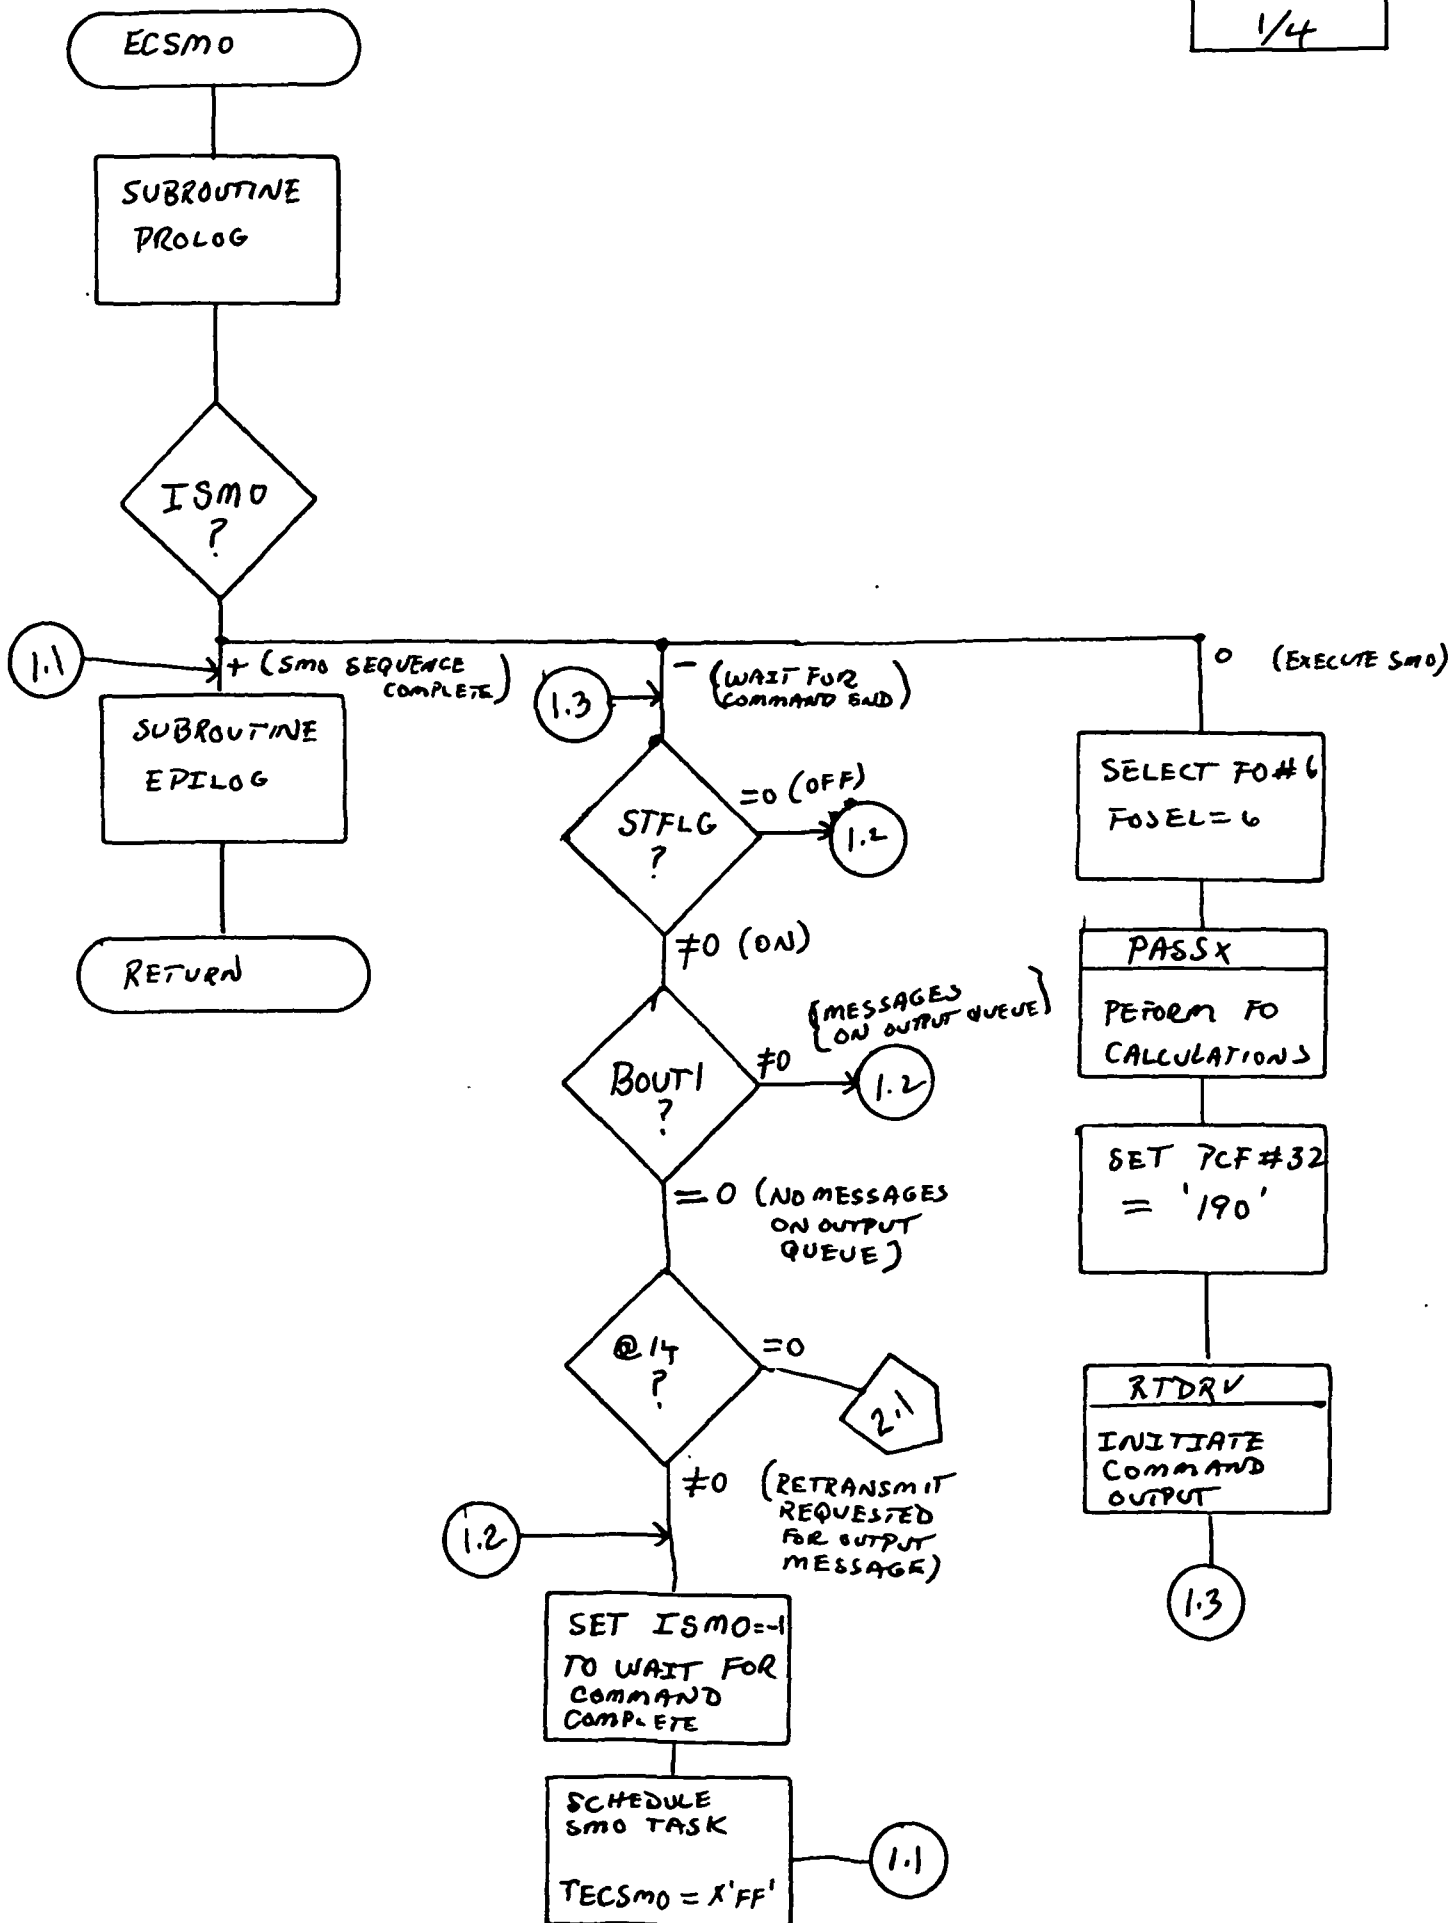 1/4
ECSMO
SUBROUTINE
PROLOG
ISMO
?
1.1
+ (SMO SEQUENCE
COMPLETE)
SUBROUTINE
EPILOG
RETURN
- (WAIT FOR
COMMAND END)
1.3
STFLG
?
=0 (OFF)
1.2
≠0 (ON)
BOUT1
?
≠0
(MESSAGES
ON OUTPUT QUEUE)
1.2
=0 (NO MESSAGES
ON OUTPUT
QUEUE)
@14
?
=0
2.1
≠0 (RETRANSMIT
REQUESTED
FOR OUTPUT
MESSAGE)
1.2
SET ISMO=-1
TO WAIT FOR
COMMAND
COMPLETE
SCHEDULE
SMO TASK
TECSMO = X'FF'
1.1
0 (EXECUTE SMO)
SELECT FO#6
FOSEL=6
PASSX
PEFORM FO
CALCULATIONS
SET PCF#32
= '190'
RTDRV
INITIATE
COMMAND
OUTPUT
1.3